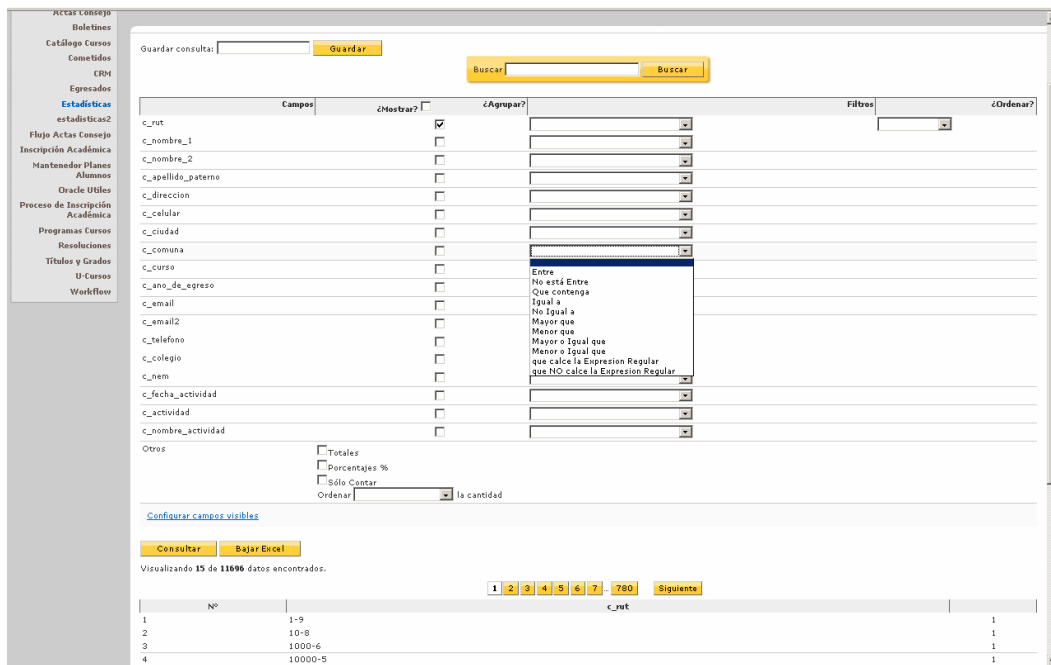 Actas Consejo
Boletines
Catálogo Cursos
Cometidos
CRM
Egresados
Estadísticas
estadisticas2
Flujo Actas Consejo
Inscripción Académica
Mantenedor Planes
Alumnos
Oracle Utiles
Proceso de Inscripción
Académica
Programas Cursos
Resoluciones
Títulos y Grados
U-Cursos
Workflow
Guardar consulta: Guardar
Buscar Buscar
Campos ¿Mostrar? ¿Agrupar? Filtros ¿Ordenar?
c_rut
c_nombre_1
c_nombre_2
c_apellido_paterno
c_direccion
c_celular
c_ciudad
c_comuna
c_curso
c_ano_de_egreso
c_email
c_email2
c_telefono
c_colegio
c_nem
c_fecha_actividad
c_actividad
c_nombre_actividad
Entre
No está Entre
Que contenga
Igual a
No Igual a
Mayor que
Menor que
Mayor o Igual que
Menor o Igual que
que calce la Expresion Regular
que NO calce la Expresion Regular
Otros
Totales
Porcentajes %
Sólo Contar
Ordenar la cantidad
Configurar campos visibles
Consultar Bajar Excel
Visualizando 15 de 11696 datos encontrados.
1 2 3 4 5 6 7 .. 780 Siguiente
Nº c_rut
1 1-9 1
2 10-8 1
3 1000-6 1
4 10000-5 1